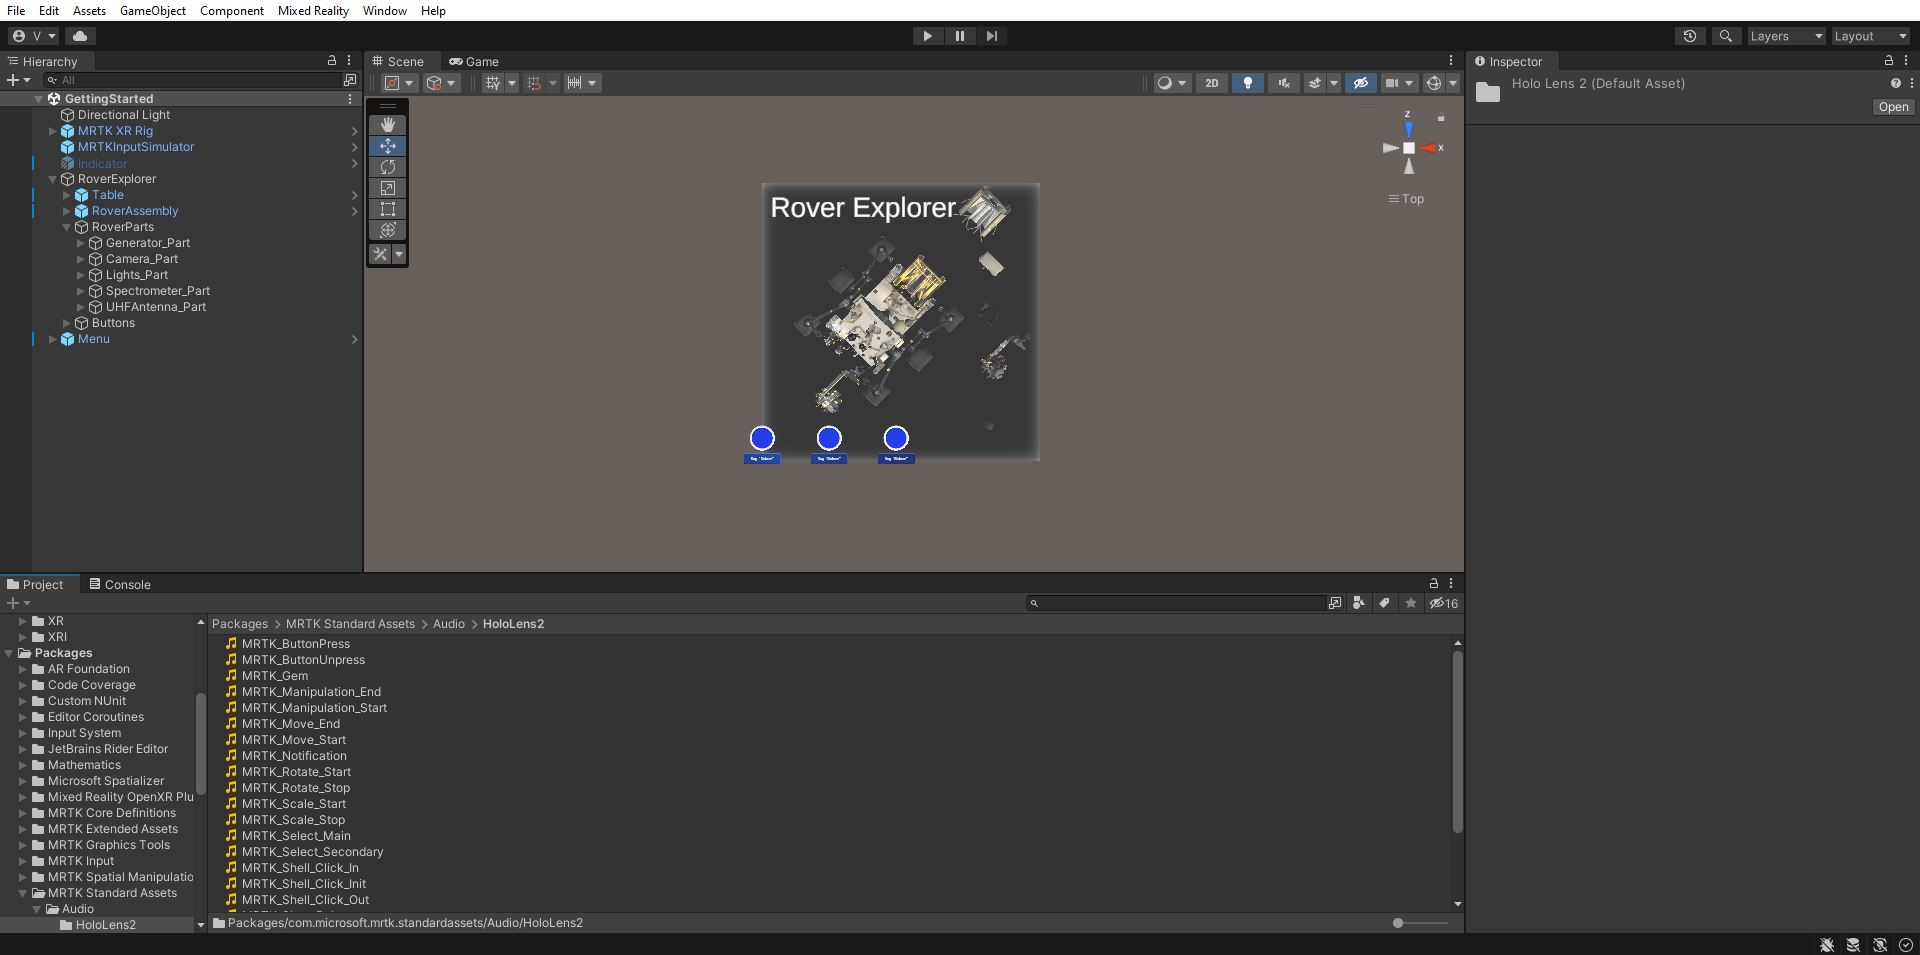 File Edit Assets GameObject Component Mixed Reality Window Help
V
Layers Layout
Hierarchy
All
GettingStarted
Directional Light
MRTK XR Rig
MRTKInputSimulator
Indicator
RoverExplorer
Table
RoverAssembly
RoverParts
Generator_Part
Camera_Part
Lights_Part
Spectrometer_Part
UHFAntenna_Part
Buttons
Menu
Scene Game
2D
z
x
Top
Rover Explorer
Inspector
Holo Lens 2 (Default Asset)
Open
Project Console
16
XR
XRI
Packages
AR Foundation
Code Coverage
Custom NUnit
Editor Coroutines
Input System
JetBrains Rider Editor
Mathematics
Microsoft Spatializer
Mixed Reality OpenXR Plu
MRTK Core Definitions
MRTK Extended Assets
MRTK Graphics Tools
MRTK Input
MRTK Spatial Manipulatio
MRTK Standard Assets
Audio
HoloLens2
Packages > MRTK Standard Assets > Audio > HoloLens2
MRTK_ButtonPress
MRTK_ButtonUnpress
MRTK_Gem
MRTK_Manipulation_End
MRTK_Manipulation_Start
MRTK_Move_End
MRTK_Move_Start
MRTK_Notification
MRTK_Rotate_Start
MRTK_Rotate_Stop
MRTK_Scale_Start
MRTK_Scale_Stop
MRTK_Select_Main
MRTK_Select_Secondary
MRTK_Shell_Click_In
MRTK_Shell_Click_Init
MRTK_Shell_Click_Out
Packages/com.microsoft.mrtk.standardassets/Audio/HoloLens2